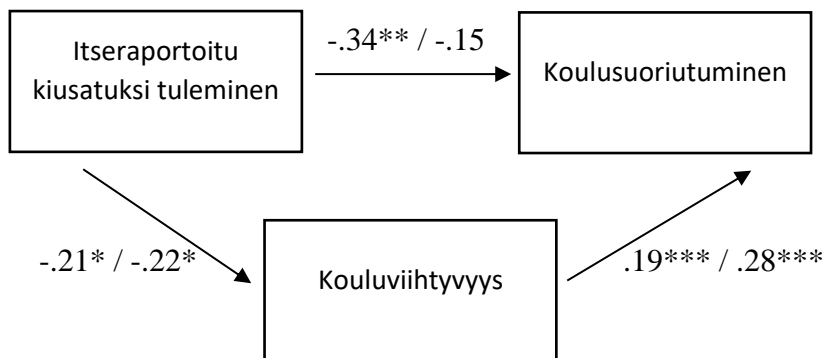 Itseraportoitu
kiusatuksi tuleminen
-.34** / -.15
Koulusuoriutuminen
-.21* / -.22*
Kouluviihtyvyys
.19*** / .28***